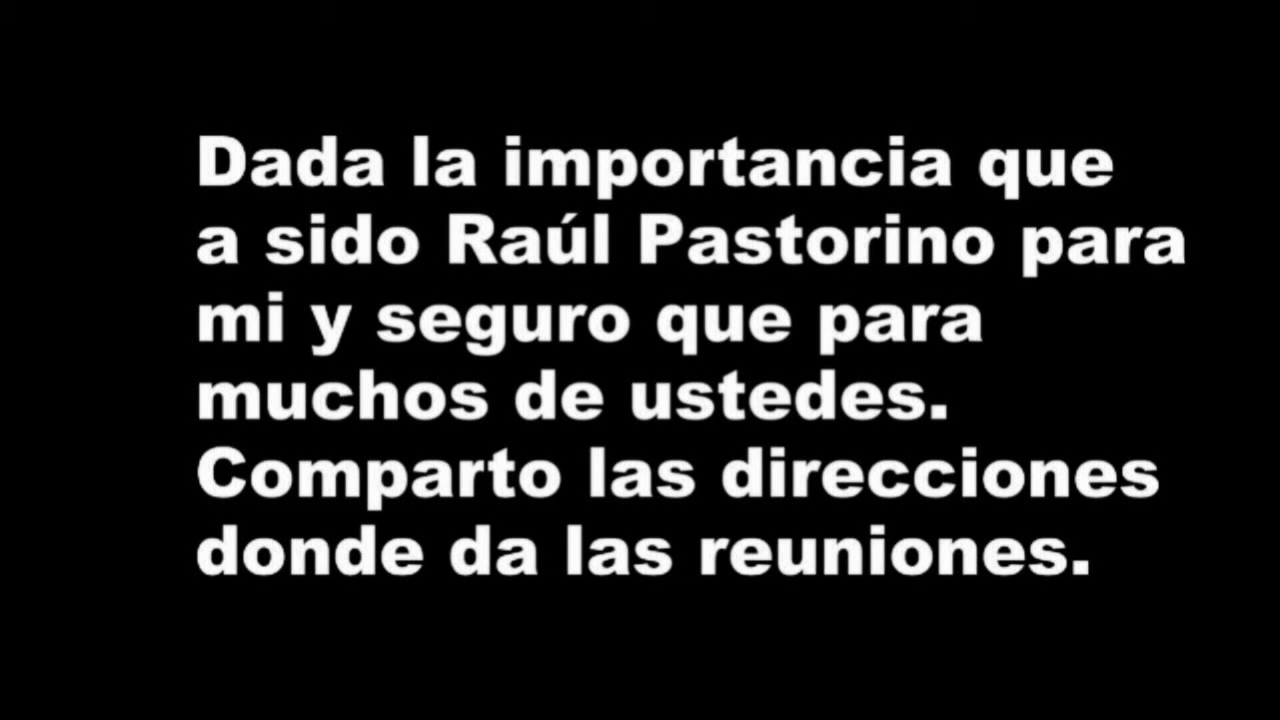 Dada la importancia que
a sido Raúl Pastorino para
mi y seguro que para
muchos de ustedes.
Comparto las direcciones
donde da las reuniones.